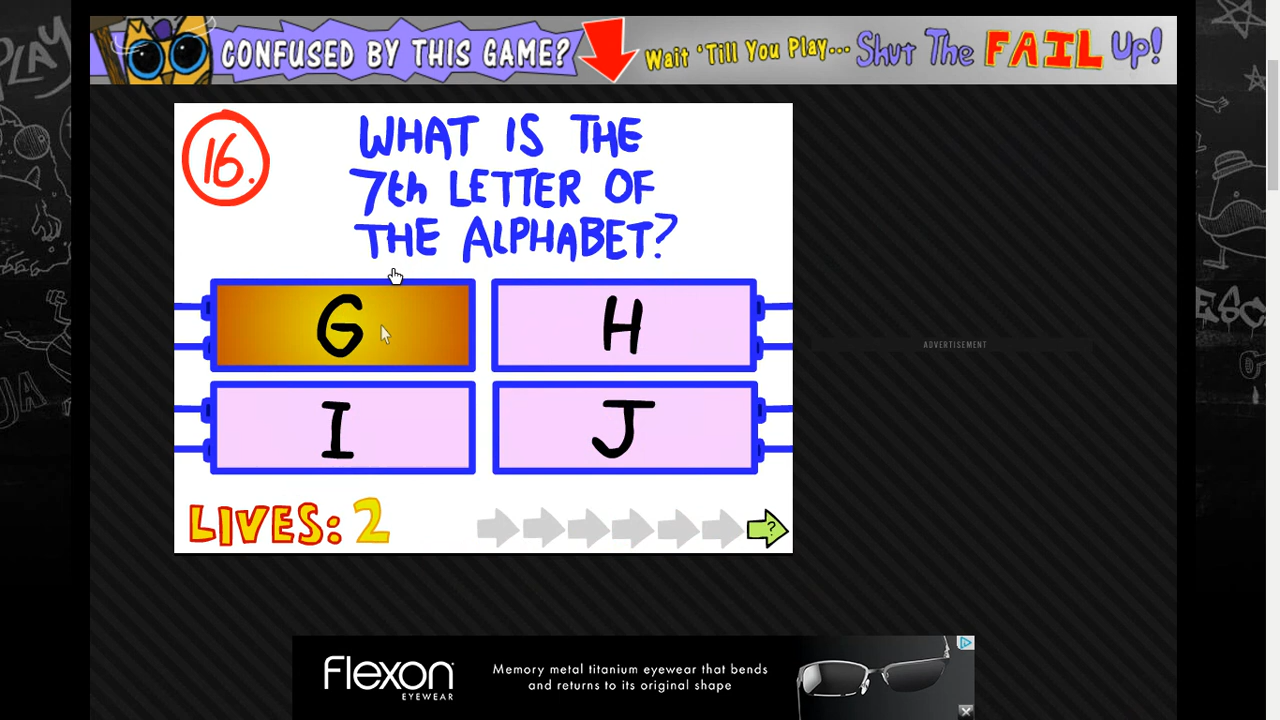 CONFUSED BY THIS GAME?
Wait 'Till You Play... Shut The FAIL Up!
16.
WHAT IS THE
7th LETTER OF
THE ALPHABET?
G
H
I
J
LIVES: 2
?
ADVERTISEMENT
Flexon
EYEWEAR
Memory metal titanium eyewear that bends
and returns to its original shape
PLAY
ESC